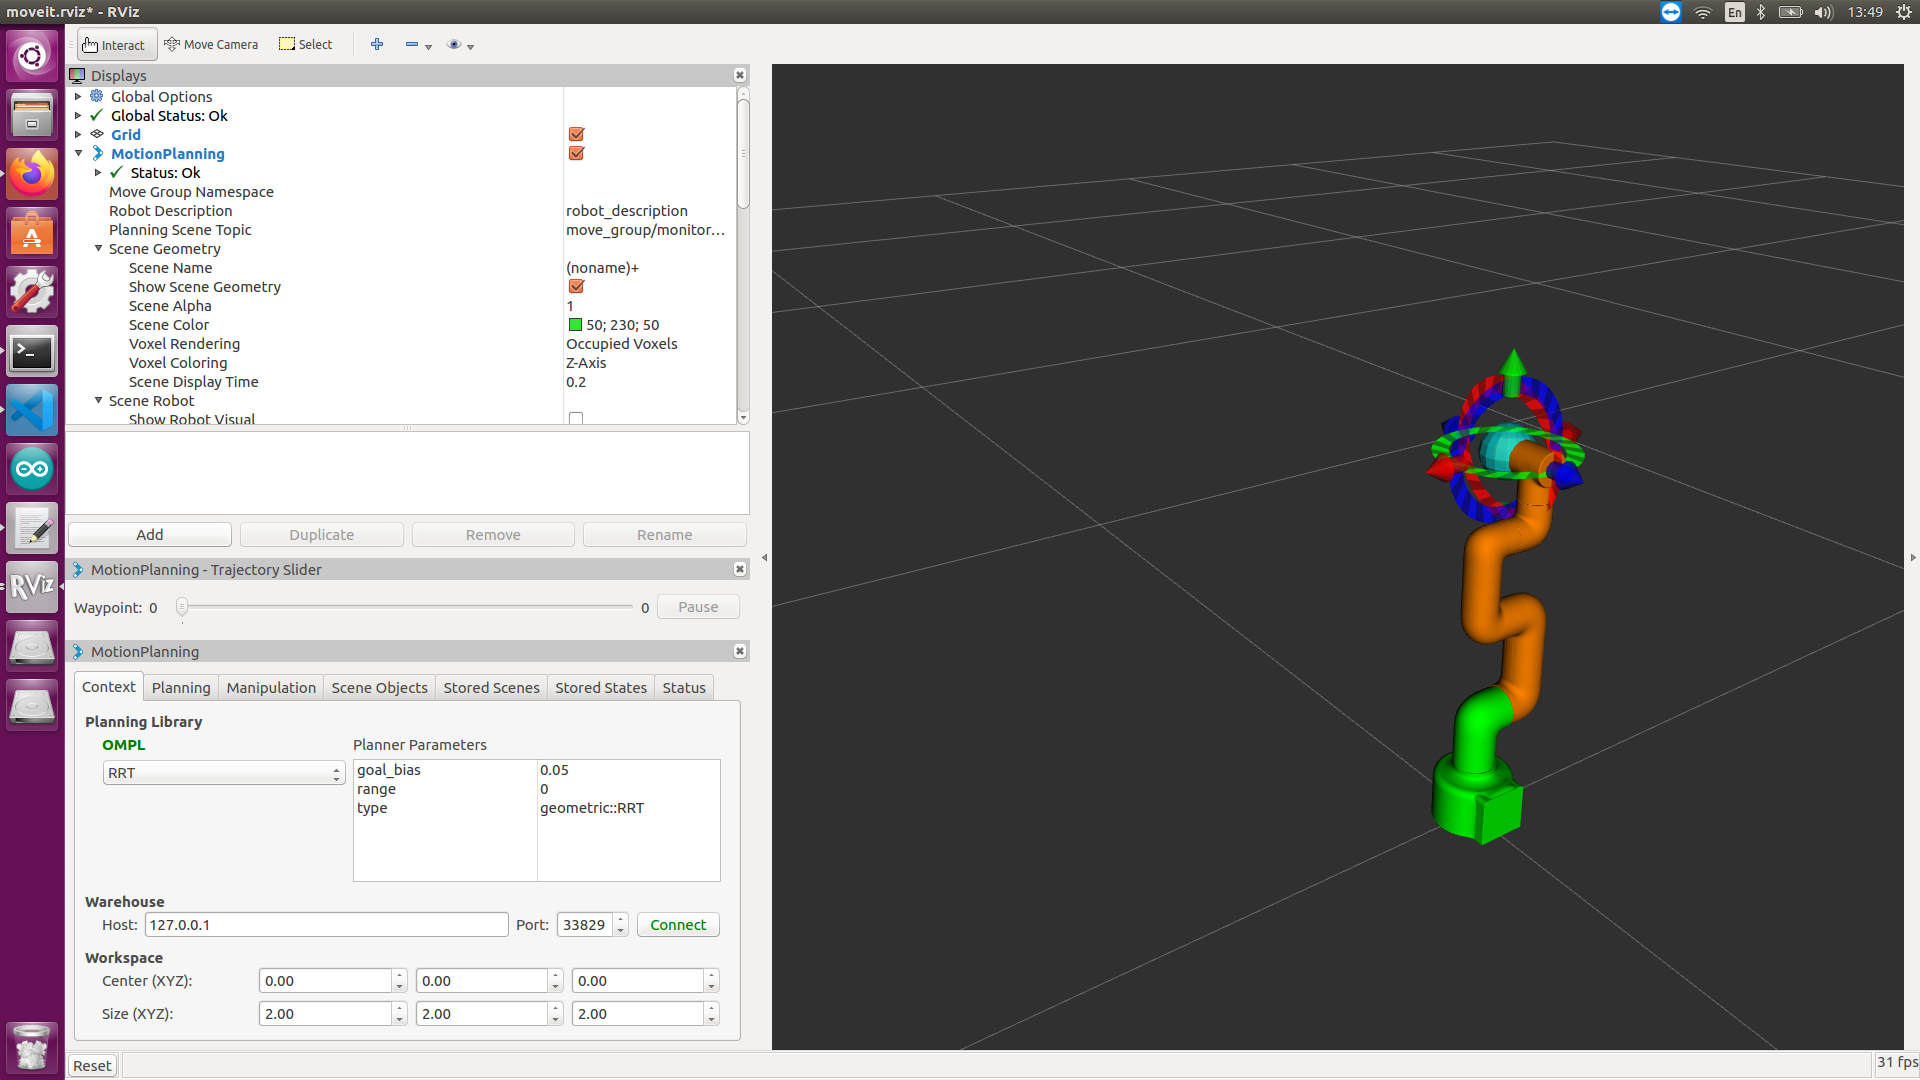 moveit.rviz* - RViz
En
13:49
Interact
Move Camera
Select
Displays
Global Options
Global Status: Ok
Grid
MotionPlanning
Status: Ok
Move Group Namespace
Robot Description robot_description
Planning Scene Topic move_group/monitor...
Scene Geometry
Scene Name (noname)+
Show Scene Geometry
Scene Alpha 1
Scene Color 50; 230; 50
Voxel Rendering Occupied Voxels
Voxel Coloring Z-Axis
Scene Display Time 0.2
Scene Robot
Show Robot Visual
Add
Duplicate
Remove
Rename
MotionPlanning - Trajectory Slider
Waypoint: 0 0 Pause
RViz
MotionPlanning
Context Planning Manipulation Scene Objects Stored Scenes Stored States Status
Planning Library
OMPL Planner Parameters
RRT
goal_bias 0.05
range 0
type geometric::RRT
Warehouse
Host: 127.0.0.1 Port: 33829 Connect
Workspace
Center (XYZ): 0.00 0.00 0.00
Size (XYZ): 2.00 2.00 2.00
Reset
31 fps